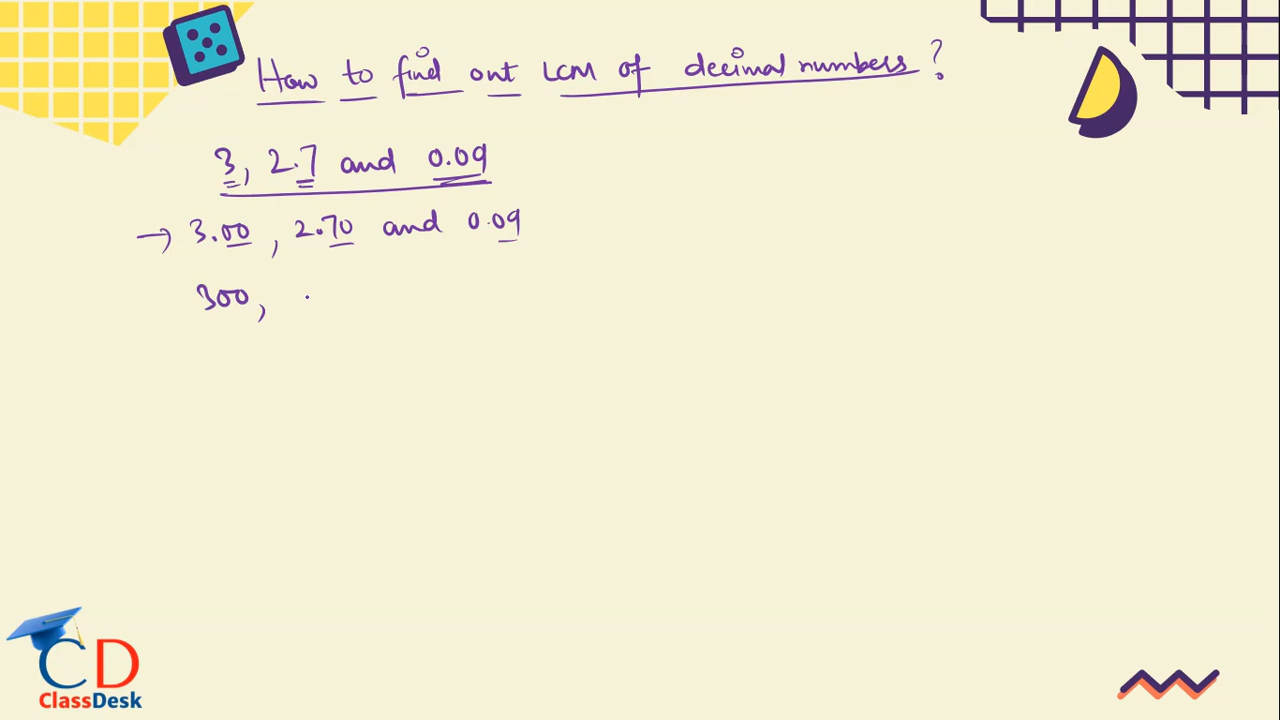 How to find out LCM of decimal numbers?
3, 2.7 and 0.09
→ 3.00, 2.70 and 0.09
300,
CD
ClassDesk